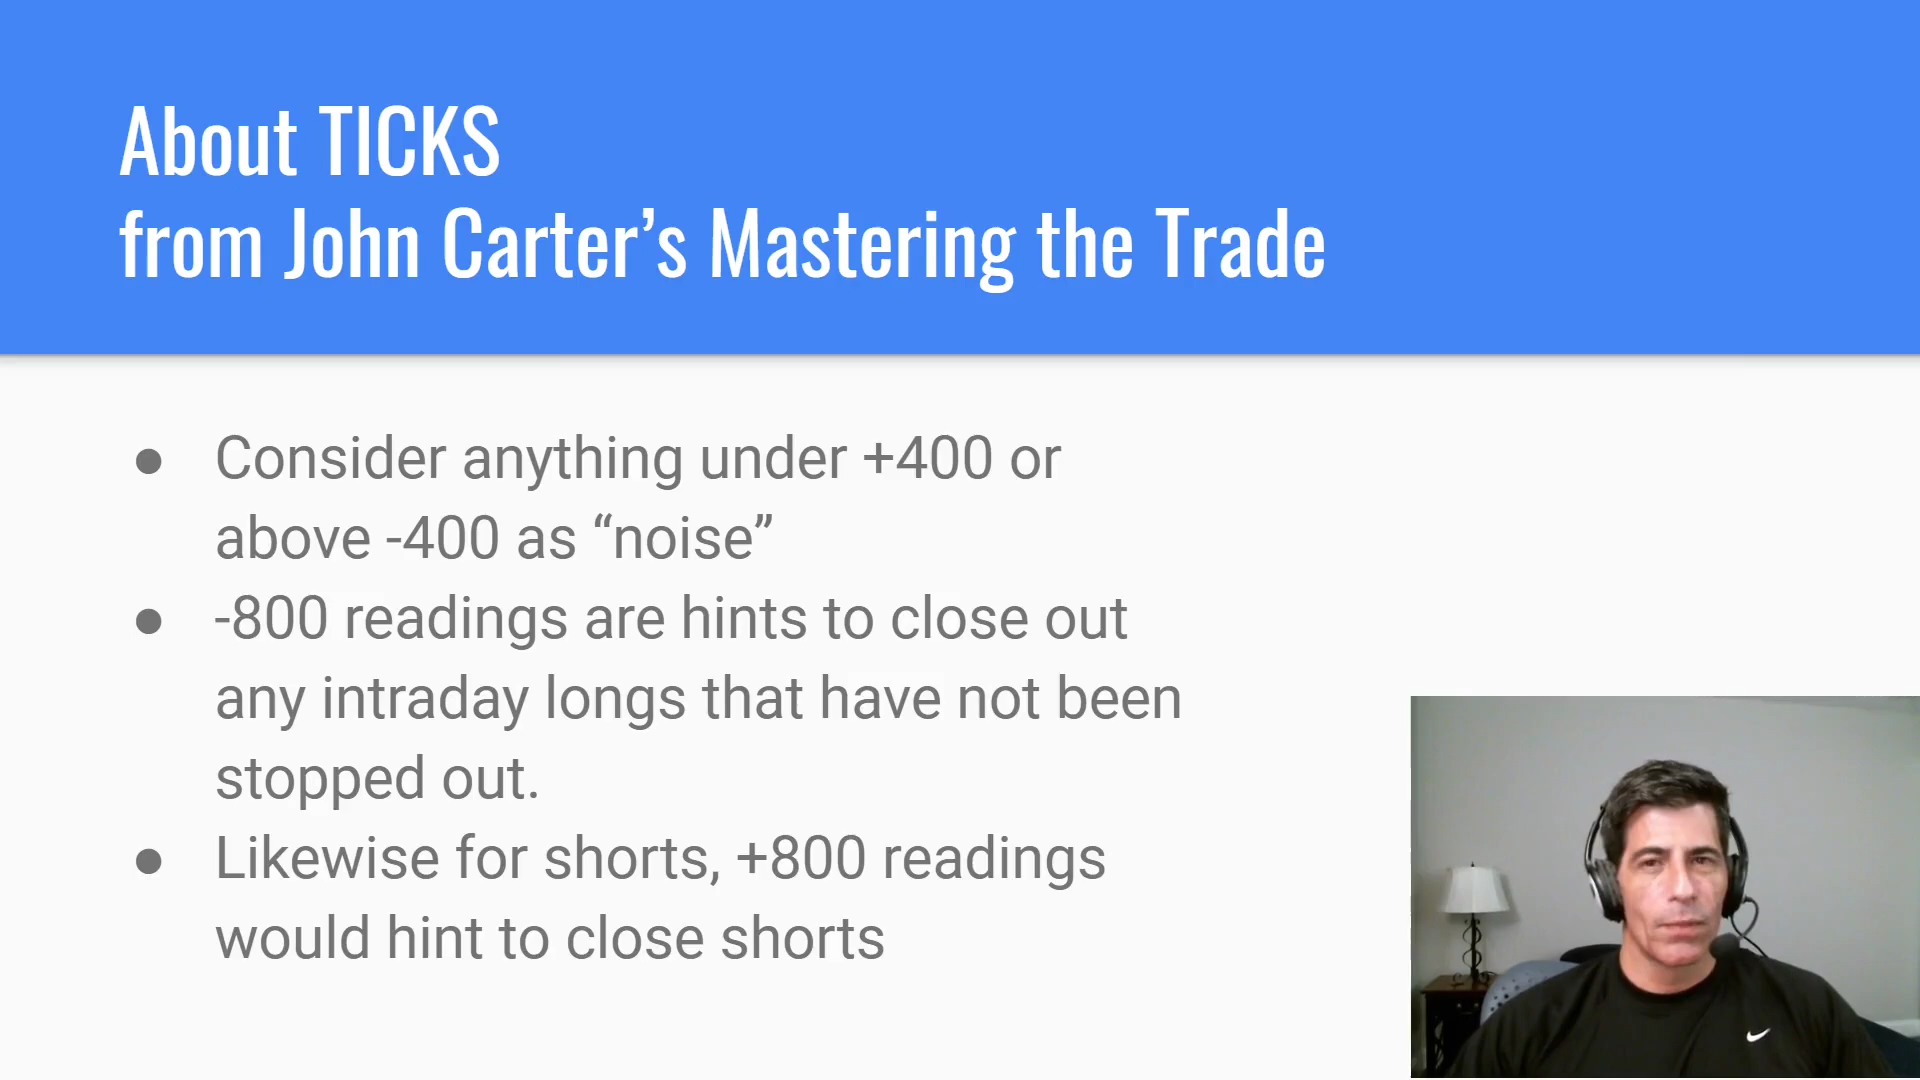 About TICKS
from John Carter’s Mastering the Trade
● Consider anything under +400 or
above -400 as “noise”
● -800 readings are hints to close out
any intraday longs that have not been
stopped out.
● Likewise for shorts, +800 readings
would hint to close shorts